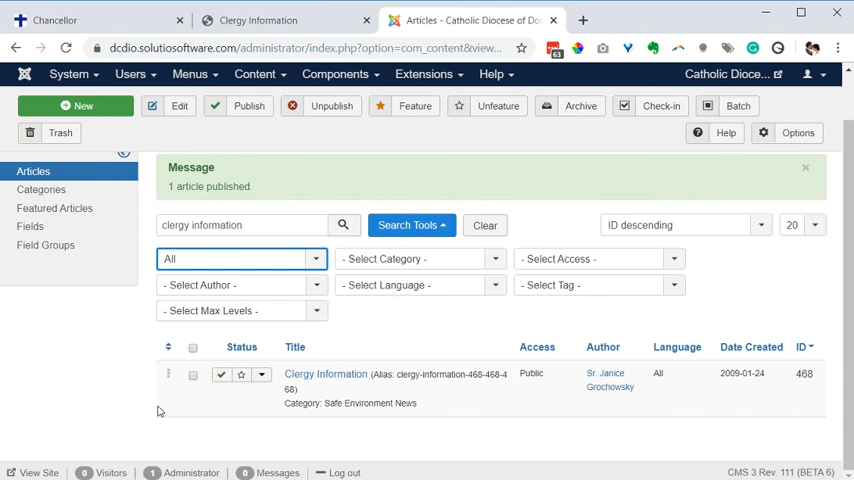 Chancellor
Clergy Information
Articles - Catholic Diocese of Do
dcdio.solutiosoftware.com/administrator/index.php?option=com_content&view...
63
System Users Menus Content Components Extensions Help Catholic Dioce...
New Edit Publish Unpublish Feature Unfeature Archive Check-in Batch
Trash Help Options
Articles
Categories
Featured Articles
Fields
Field Groups
Message
1 article published.
clergy information Search Tools Clear ID descending 20
All - Select Category - - Select Access -
- Select Author - - Select Language - - Select Tag -
- Select Max Levels -
Status Title Access Author Language Date Created ID
Clergy Information (Alias: clergy-information-468-468-4 Public Sr. Janice All 2009-01-24 468
68) Grochowsky
Category: Safe Environment News
View Site 0 Visitors 1 Administrator 0 Messages Log out CMS 3 Rev. 111 (BETA 6)